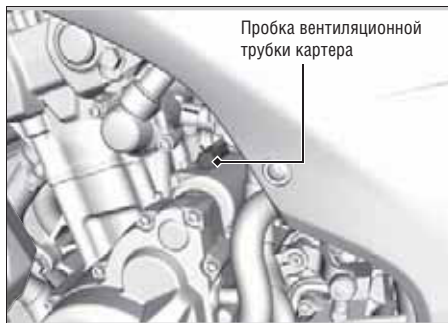 Пробка вентиляционной
трубки картера